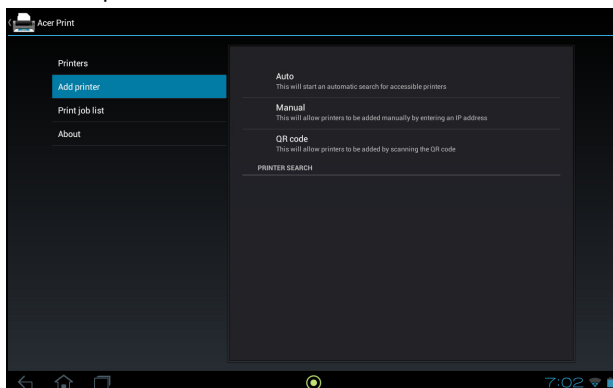 Acer Print
Printers
Add printer
Print job list
About
Auto
This will start an automatic search for accessible printers
Manual
This will allow printers to be added manually by entering an IP address
QR code
This will allow printers to be added by scanning the QR code
PRINTER SEARCH
7:02